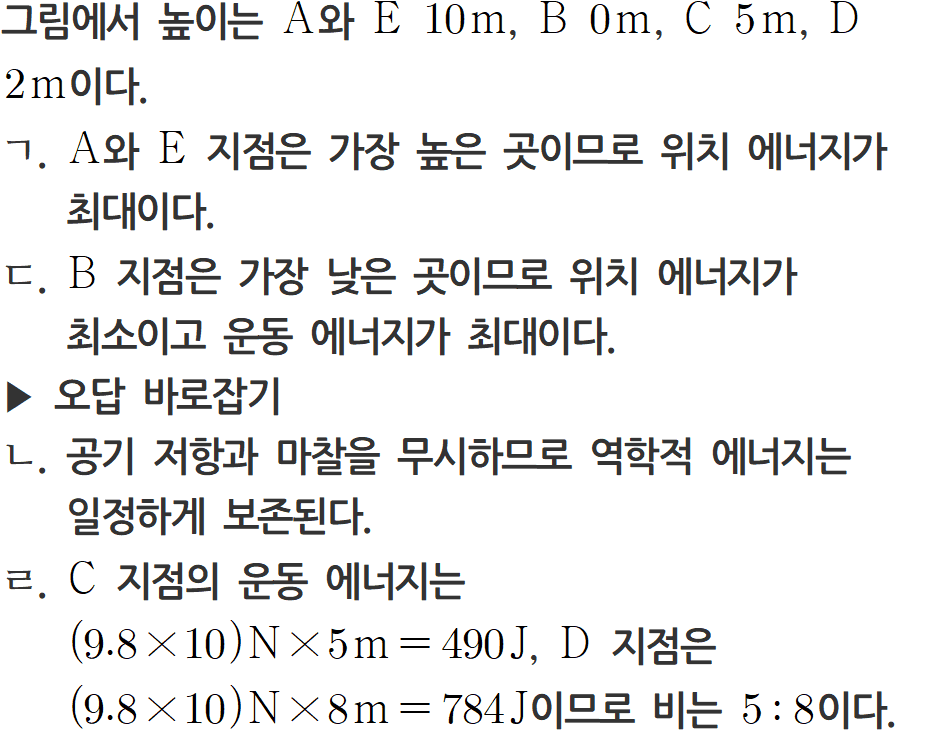 그림에서 높이는 A와 E 10m, B 0m, C 5m, D
2m이다.
ㄱ. A와 E 지점은 가장 높은 곳이므로 위치 에너지가
최대이다.
ㄷ. B 지점은 가장 낮은 곳이므로 위치 에너지가
최소이고 운동 에너지가 최대이다.
▶ 오답 바로잡기
ㄴ. 공기 저항과 마찰을 무시하므로 역학적 에너지는
일정하게 보존된다.
ㄹ. C 지점의 운동 에너지는
(9.8×10)N×5m=490J, D 지점은
(9.8×10)N×8m=784J이므로 비는 5:8이다.